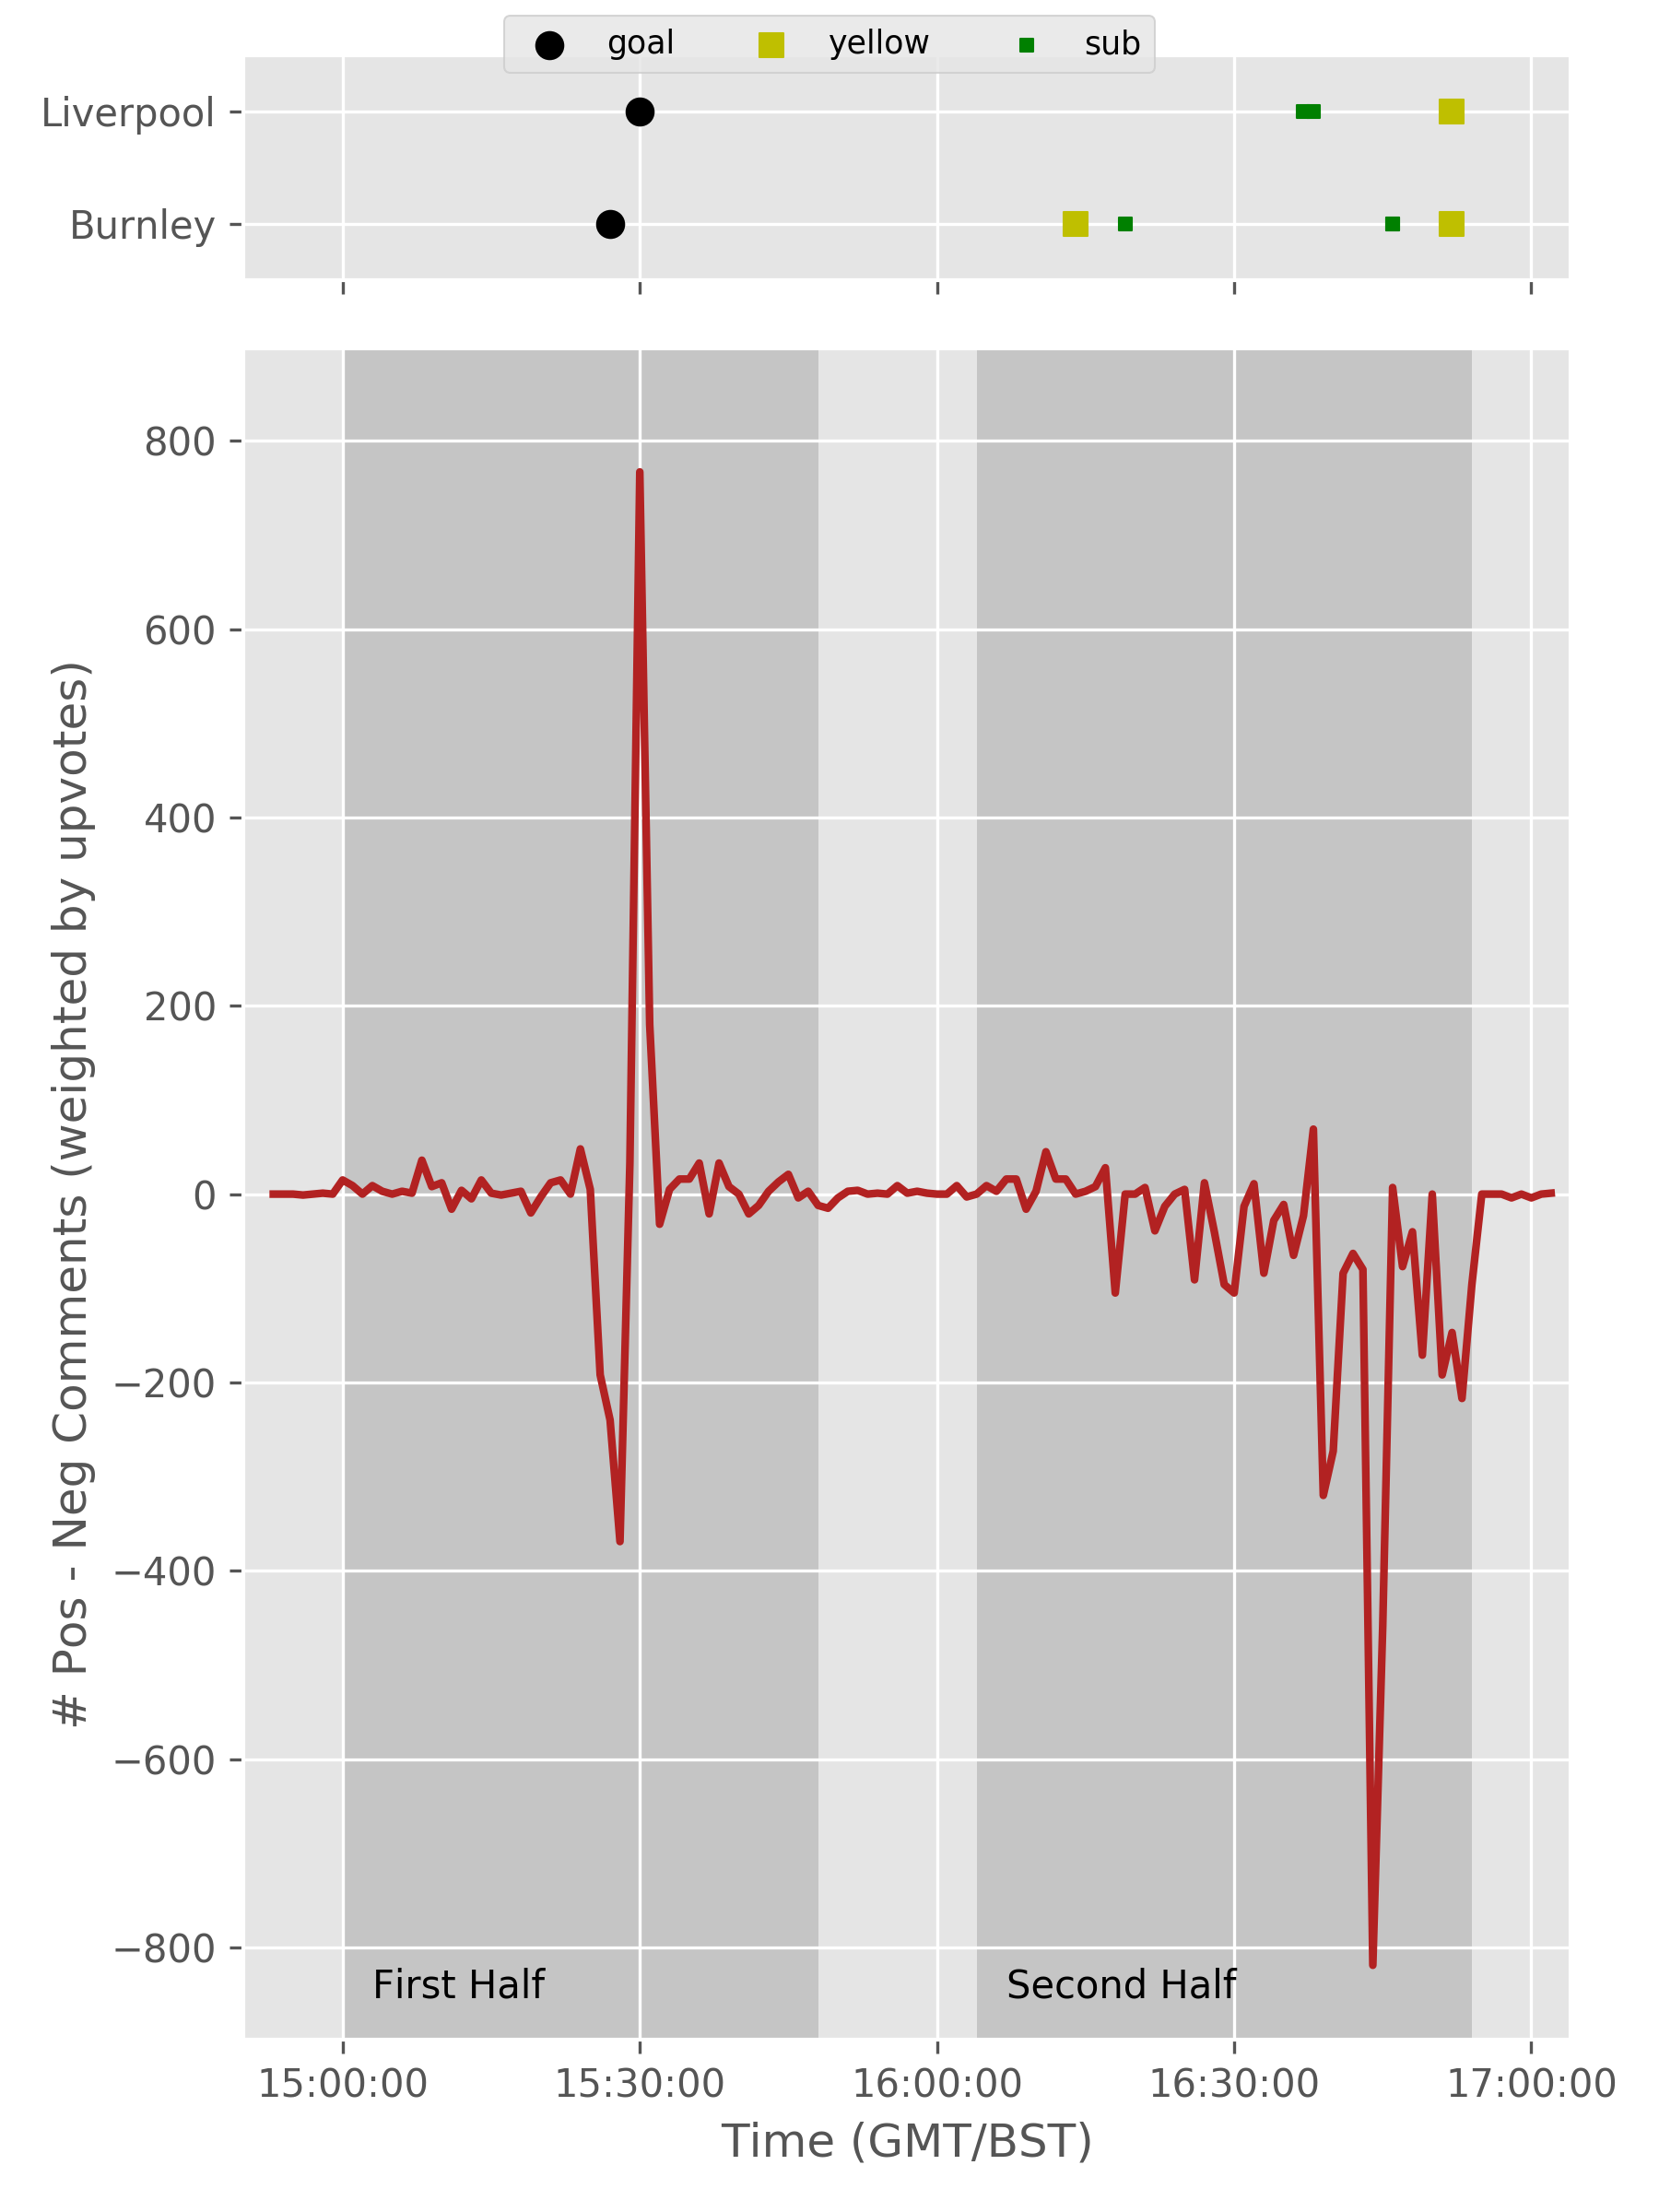 goal yellow sub
Liverpool
Burnley
# Pos - Neg Comments (weighted by upvotes)
800
600
400
200
0
−200
−400
−600
−800
First Half Second Half
15:00:00 15:30:00 16:00:00 16:30:00 17:00:00
Time (GMT/BST)